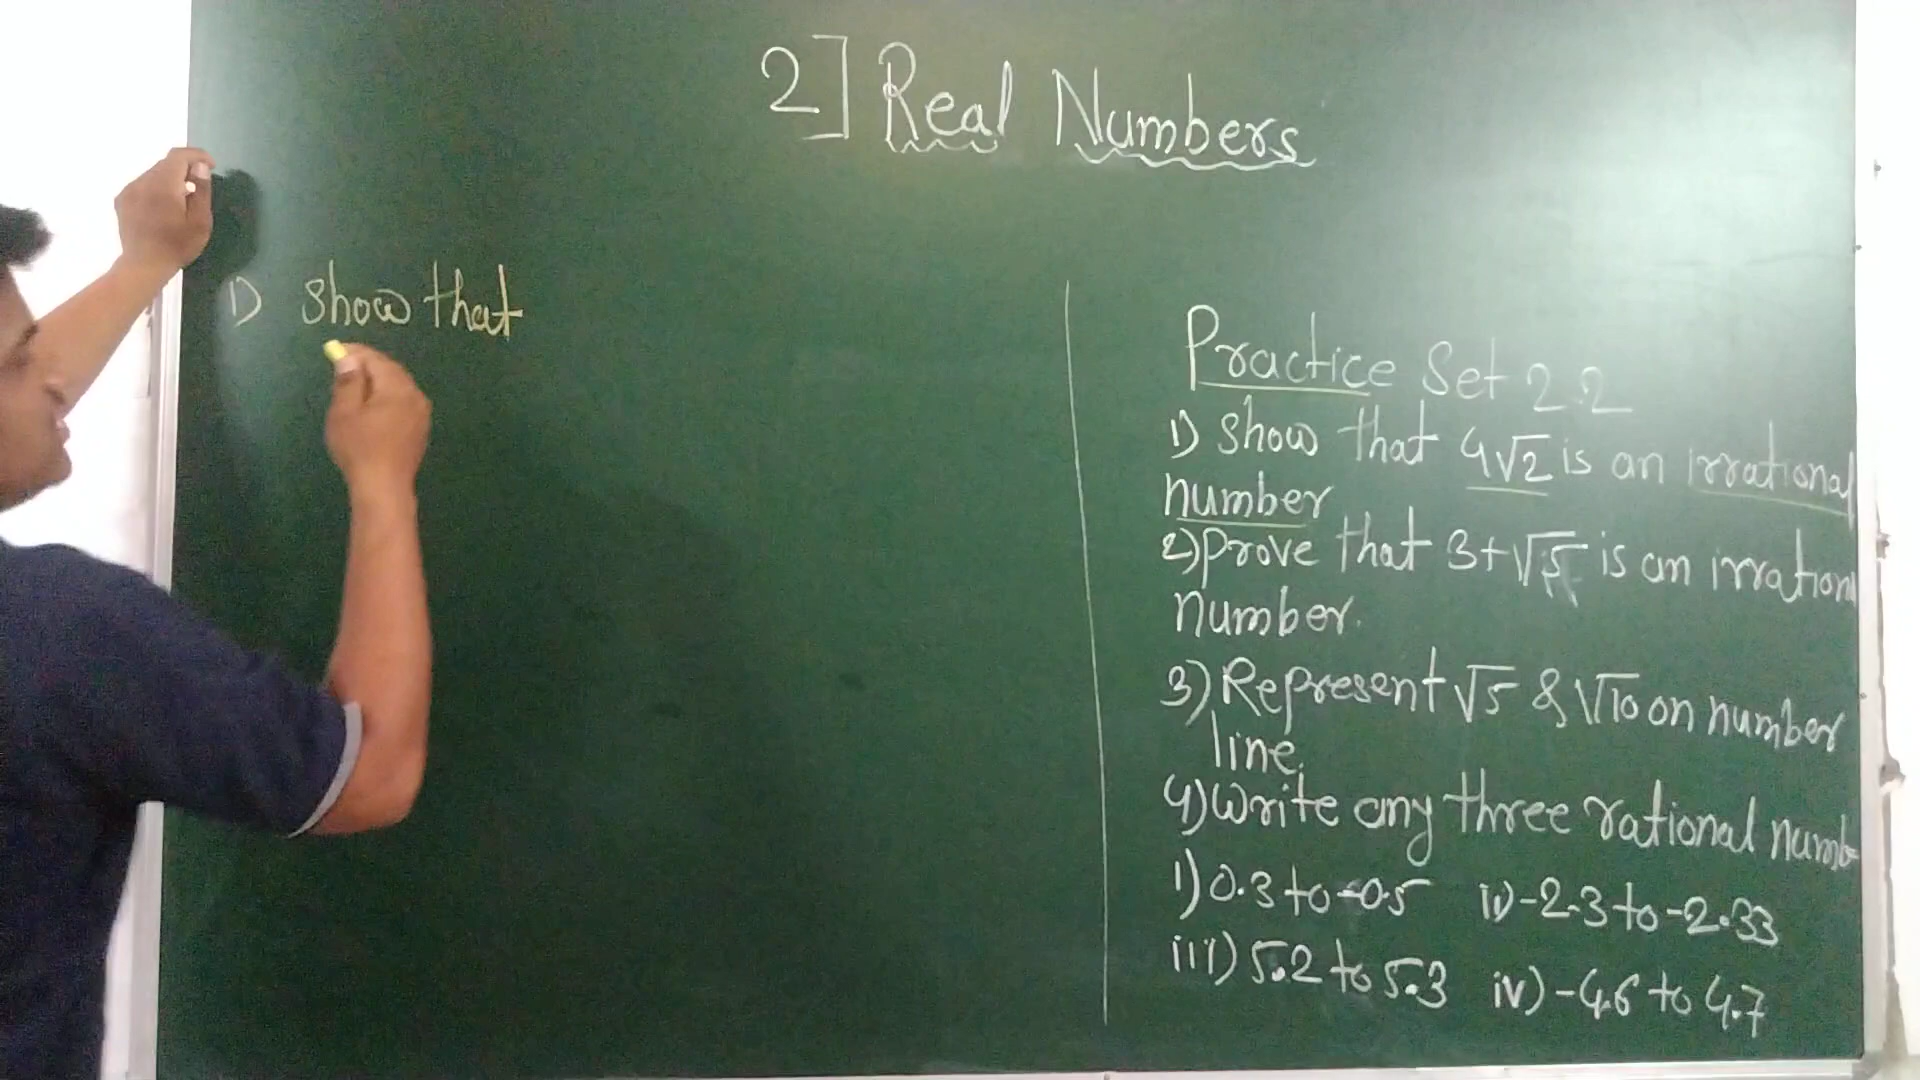 2] Real Numbers
1) show that
Practice Set 2.2
1) show that 4√2 is an irrational
number
2) prove that 3+√5 is an irration
number.
3) Represent √5 & √10 on number
line.
4) write any three rational numb
i) 0.3 to -0.5 iv) -2.3 to -2.33
iii) 5.2 to 5.3 iv) -4.6 to 4.7